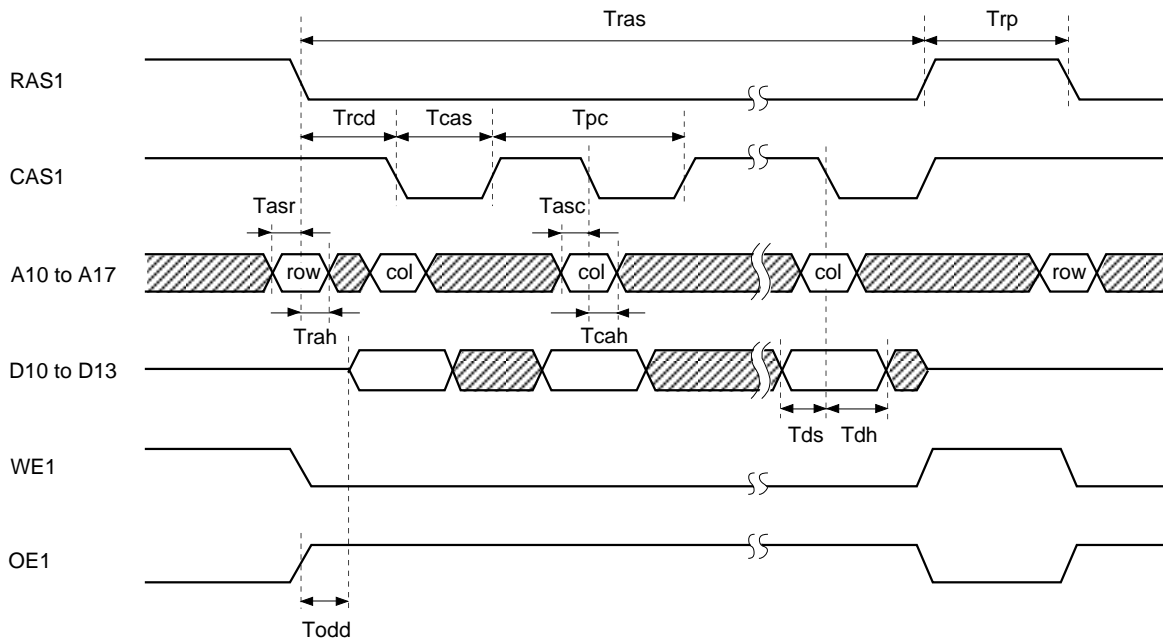 Tras Trp
RAS1
Trcd Tcas Tpc
CAS1
Tasr Tasc
A10 to A17 row col col col row
Trah Tcah
D10 to D13
Tds Tdh
WE1
OE1
Todd